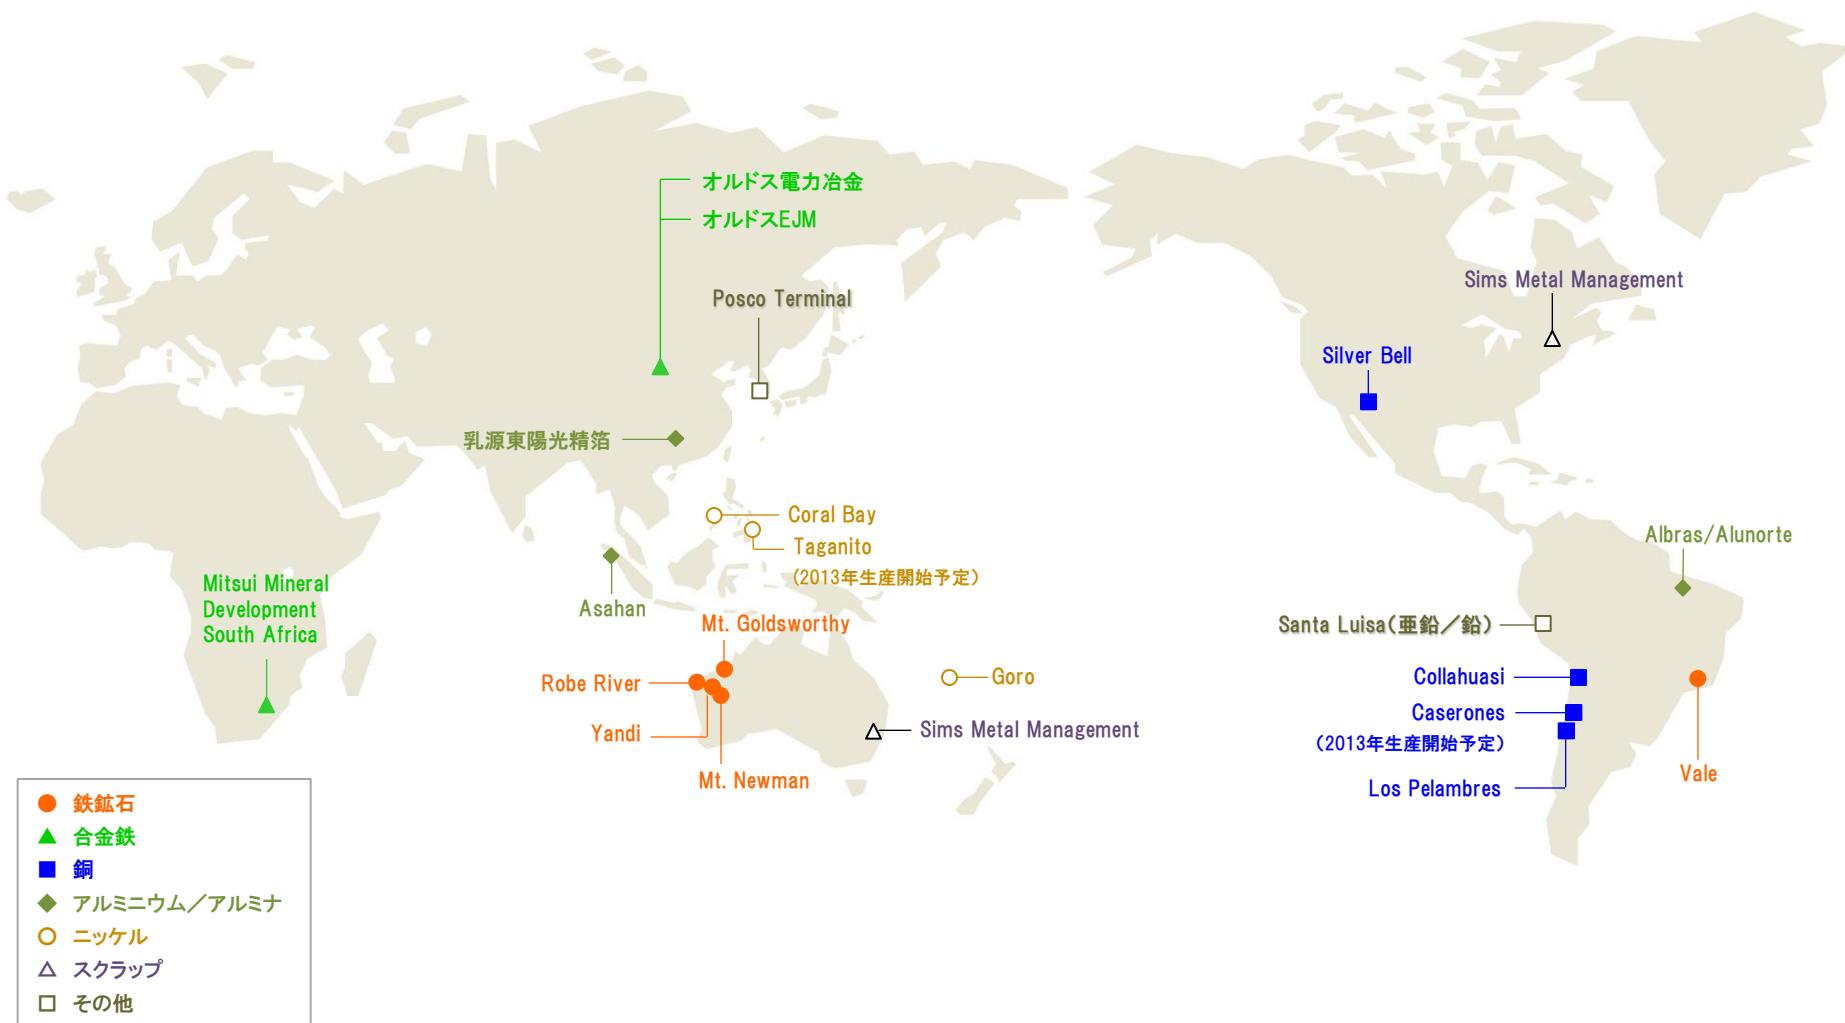 オルドス電力冶金
オルドスEJM
Posco Terminal
Sims Metal Management
Silver Bell
乳源東陽光精箔
Coral Bay
Taganito
(2013年生産開始予定)
Albras/Alunorte
Mitsui Mineral
Development
South Africa
Asahan
Mt. Goldsworthy
Santa Luisa(亜鉛／鉛)
Robe River
Goro
Collahuasi
Yandi
Sims Metal Management
Caserones
(2013年生産開始予定)
Mt. Newman
Los Pelambres
Vale
鉄鉱石
合金鉄
銅
アルミニウム／アルミナ
ニッケル
スクラップ
その他